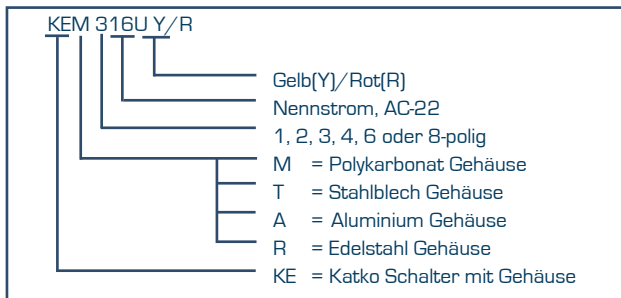 KEM 316U Y/R
Gelb(Y)/Rot(R)
Nennstrom, AC-22
1, 2, 3, 4, 6 oder 8-polig
M = Polykarbonat Gehäuse
T = Stahlblech Gehäuse
A = Aluminium Gehäuse
R = Edelstahl Gehäuse
KE = Katko Schalter mit Gehäuse